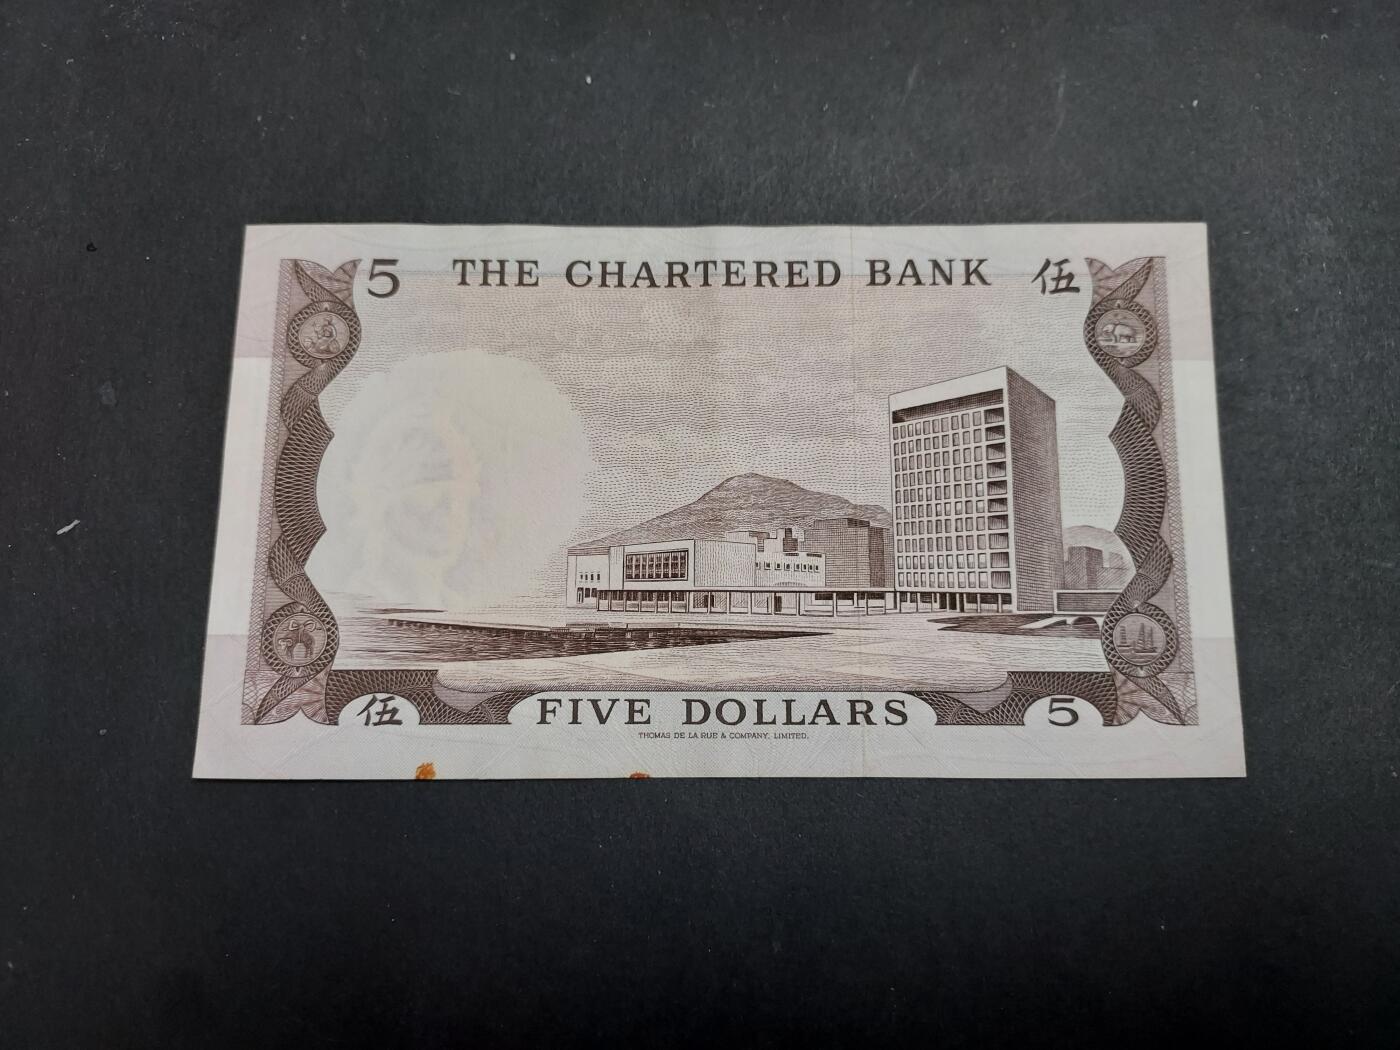 5 THE CHARTERED BANK 伍
伍 FIVE DOLLARS 5
THOMAS DE LA RUE & COMPANY, LIMITED.